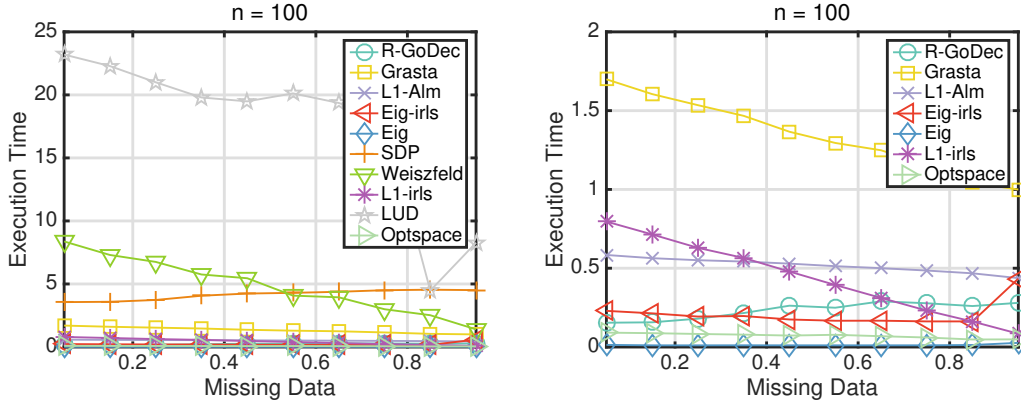 n = 100
Execution Time
25
20
15
10
5
0
0.2
0.4
0.6
0.8
Missing Data
R-GoDec
Grasta
L1-Alm
Eig-irls
Eig
SDP
Weiszfeld
L1-irls
LUD
Optspace
n = 100
Execution Time
2
1.5
1
0.5
0
0.2
0.4
0.6
0.8
Missing Data
R-GoDec
Grasta
L1-Alm
Eig-irls
Eig
L1-irls
Optspace